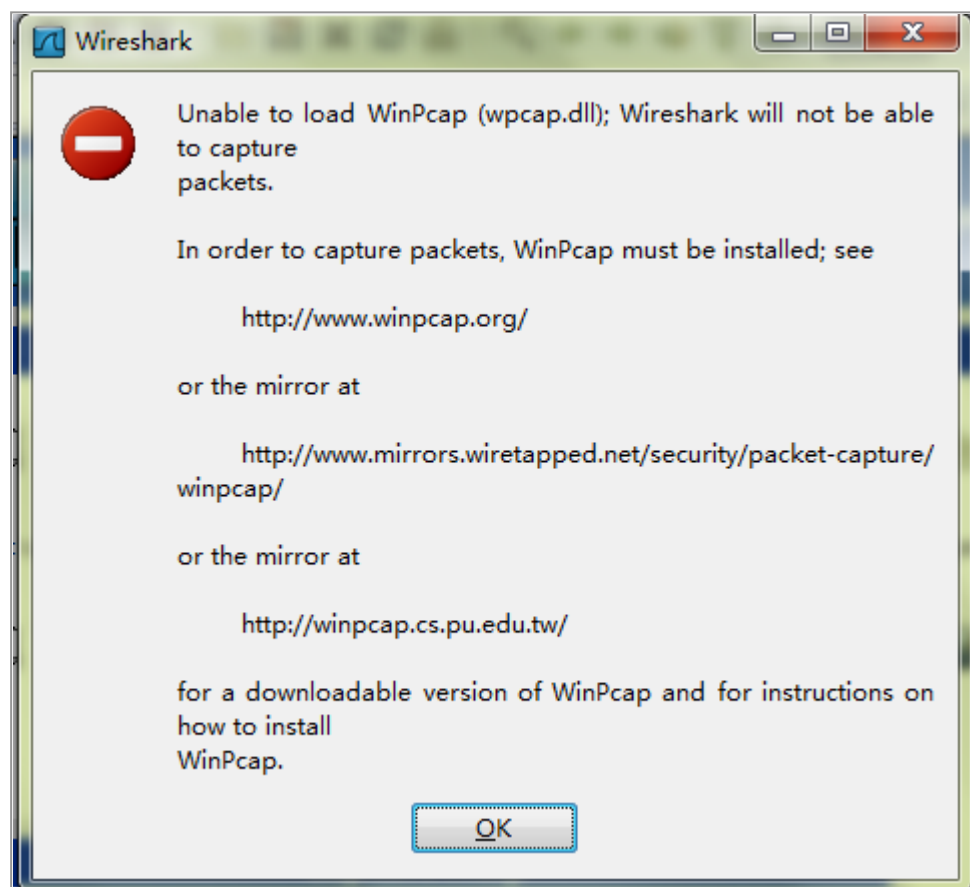 Wireshark
Unable to load WinPcap (wpcap.dll); Wireshark will not be able
to capture
packets.
In order to capture packets, WinPcap must be installed; see
http://www.winpcap.org/
or the mirror at
http://www.mirrors.wiretapped.net/security/packet-capture/
winpcap/
or the mirror at
http://winpcap.cs.pu.edu.tw/
for a downloadable version of WinPcap and for instructions on
how to install
WinPcap.
OK